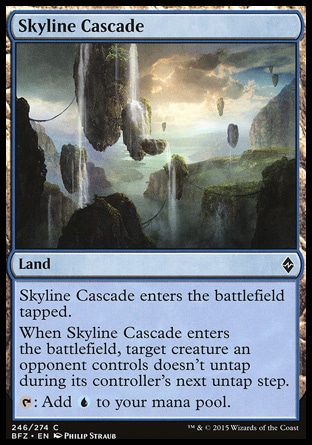 Skyline Cascade
Land
Skyline Cascade enters the battlefield
tapped.
When Skyline Cascade enters
the battlefield, target creature an
opponent controls doesn't untap
during its controller's next untap step.
: Add to your mana pool.
246/274 C
BFZ • EN Philip Straub
™ & © 2015 Wizards of the Coast